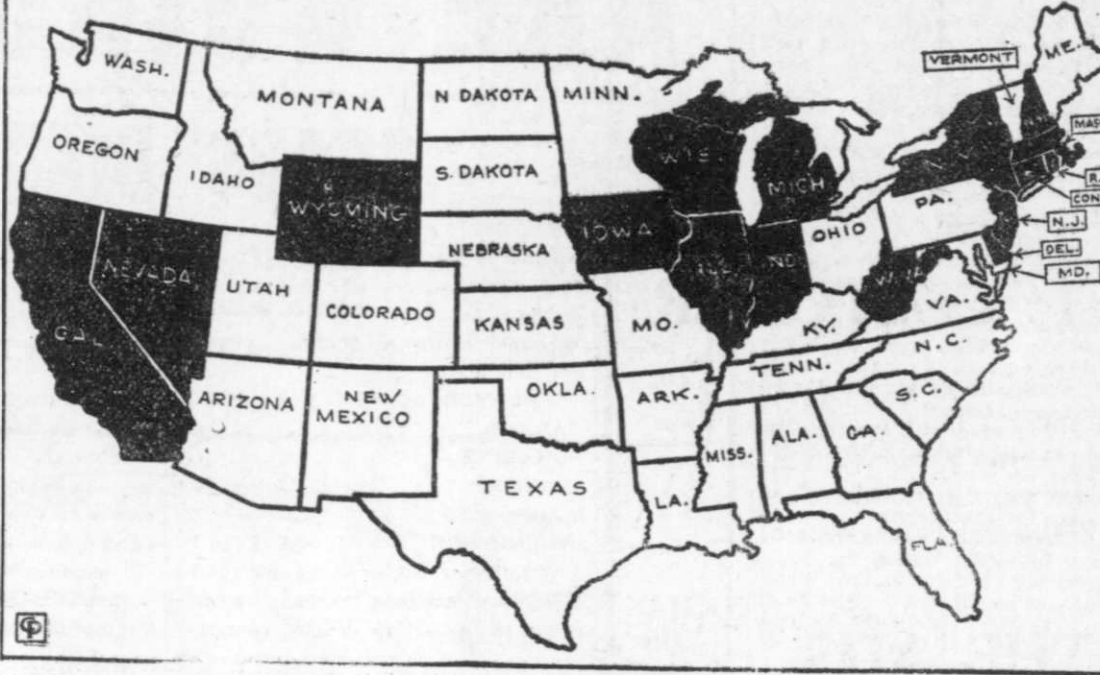 WASH.
MONTANA
N DAKOTA
MINN.
VERMONT
ME.
OREGON
IDAHO
WYOMING
S. DAKOTA
WIS.
MICH
PA.
CON
N.J.
NEVADA
UTAH
COLORADO
NEBRASKA
IOWA
IND
OHIO
DEL.
MD.
CAL
KANSAS
MO.
KY.
VA.
ARIZONA
NEW
MEXICO
OKLA.
ARK.
TENN.
N.C.
S.C.
TEXAS
LA.
MISS.
ALA.
GA.
FLA.